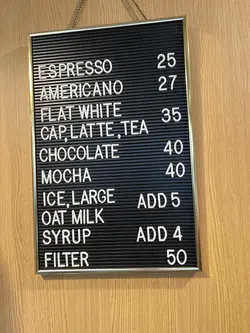 ESPRESSO 25
AMERICANO 27
FLAT WHITE 35
CAP,LATTE,TEA
CHOCOLATE 40
MOCHA 40
ICE,LARGE ADD 5
OAT MILK
SYRUP ADD 4
FILTER 50